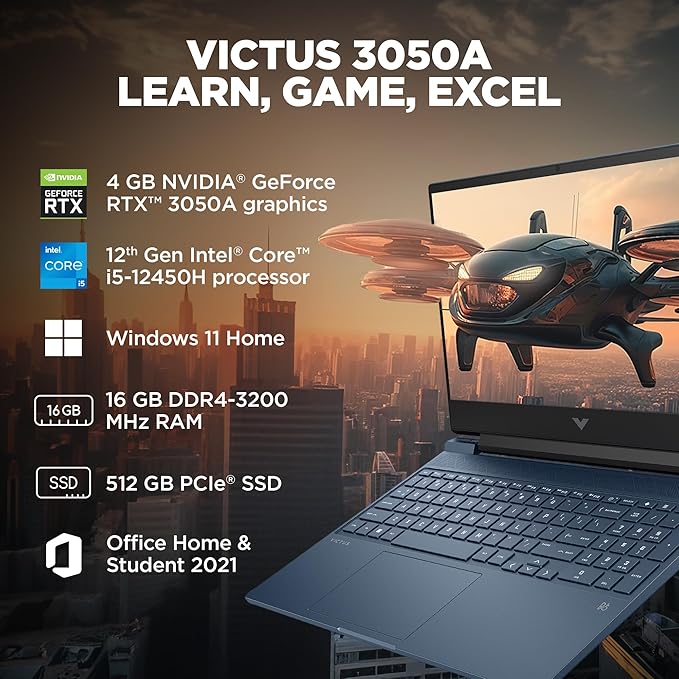 VICTUS 3050A
LEARN, GAME, EXCEL
NVIDIA
GEFORCE
RTX
4 GB NVIDIA® GeForce
RTX™ 3050A graphics
intel
CORE
i5
12th Gen Intel® Core™
i5-12450H processor
Windows 11 Home
16GB
16 GB DDR4-3200
MHz RAM
SSD
512 GB PCIe® SSD
Office Home &
Student 2021
VICTUS